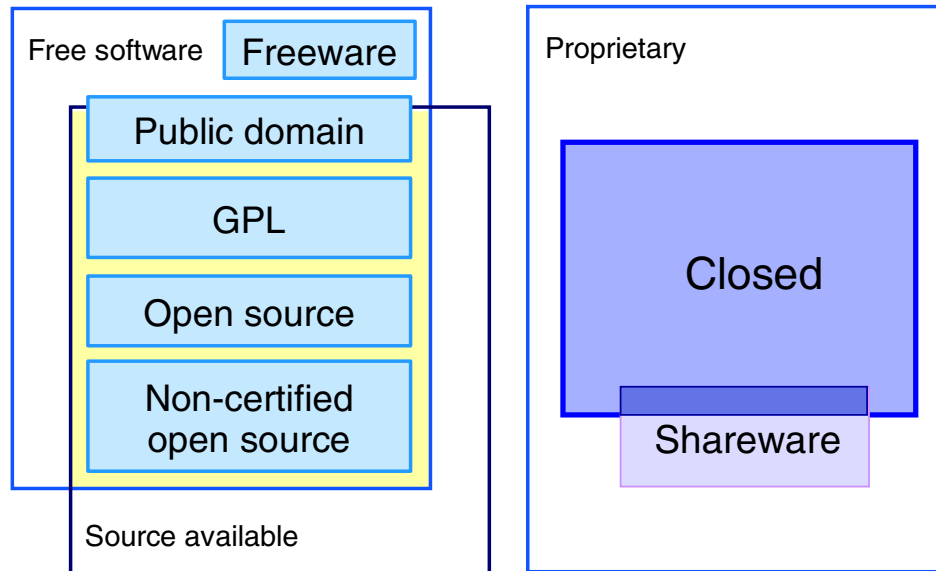 Free software
Freeware
Public domain
GPL
Open source
Non-certified
open source
Source available
Proprietary
Closed
Shareware